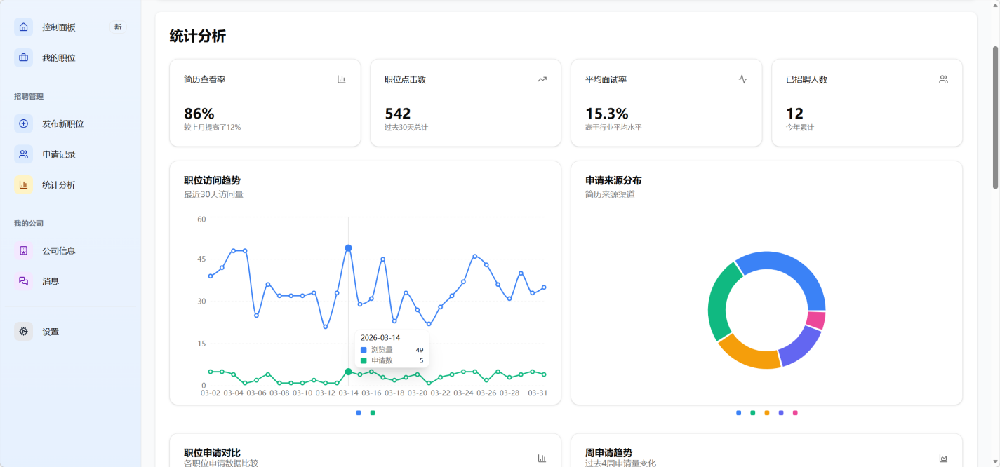 控制面板 新
我的职位
招聘管理
发布新职位
申请记录
统计分析
我的公司
公司信息
消息
设置
统计分析
简历查看率
86%
较上月提高了12%
职位点击数
542
过去30天总计
平均面试率
15.3%
高于行业平均水平
已招聘人数
12
今年累计
职位访问趋势
最近30天访问量
60
45
30
15
0
2026-03-14
浏览量 49
申请数 5
03-02 03-04 03-06 03-08 03-10 03-12 03-14 03-16 03-18 03-20 03-22 03-24 03-26 03-28 03-31
申请来源分布
简历来源渠道
职位申请对比
各职位申请数据比较
周申请趋势
过去4周申请量变化